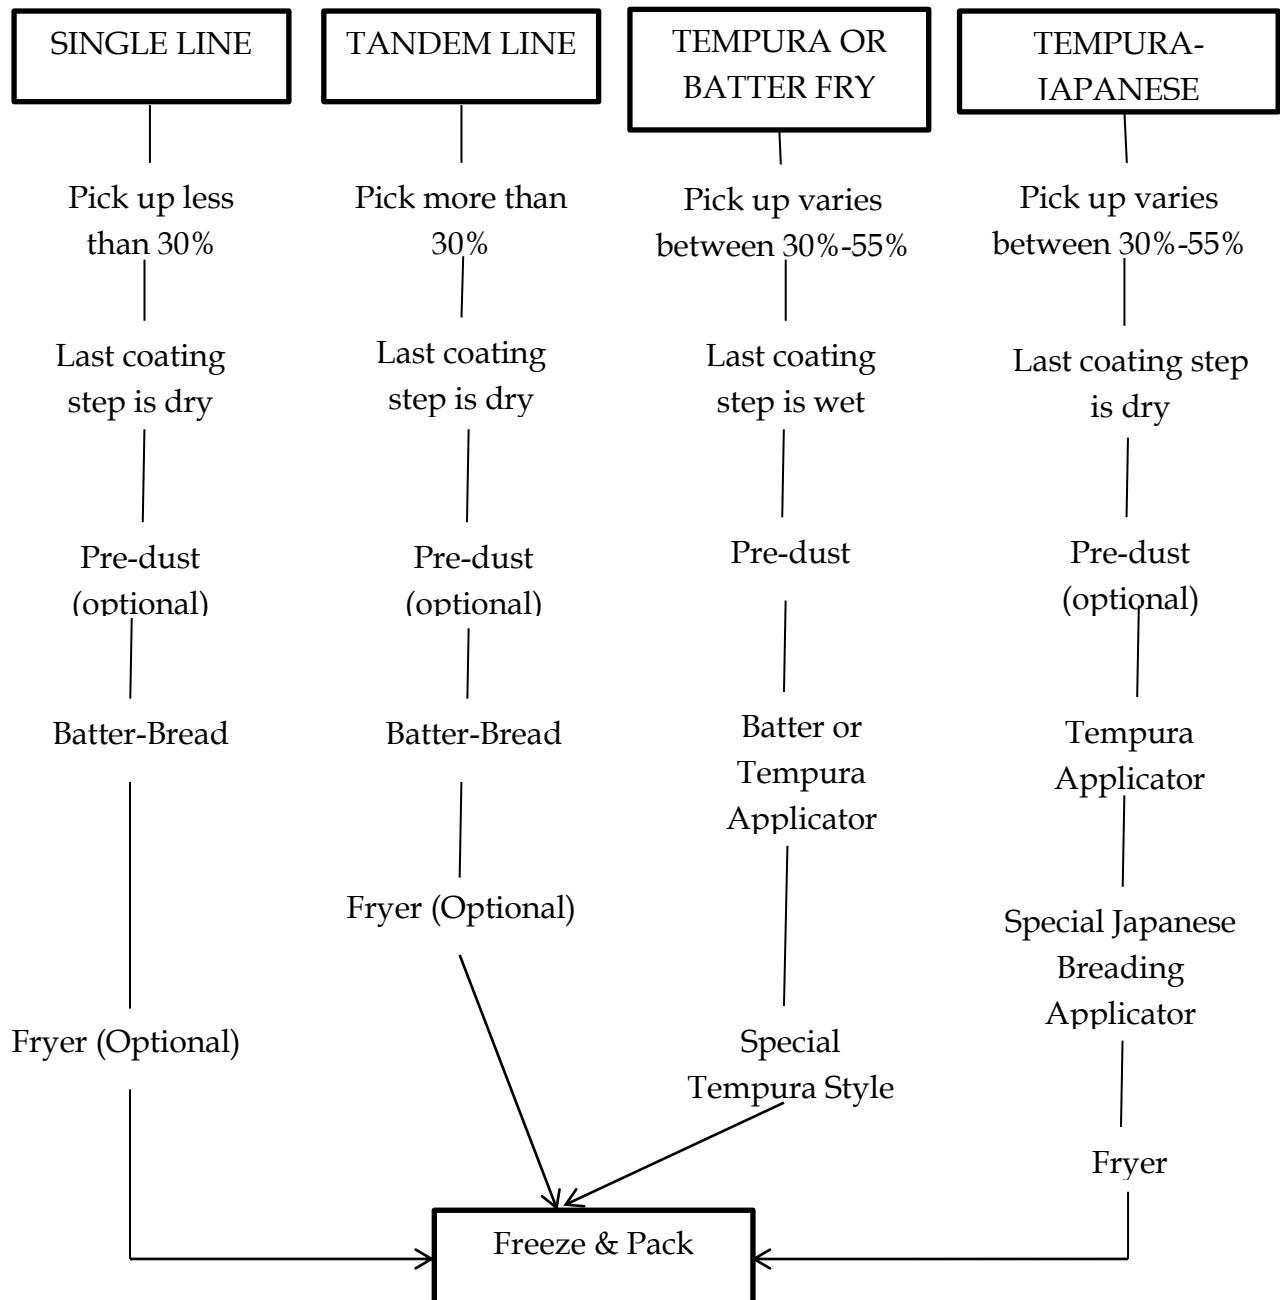 SINGLE LINE
Pick up less
than 30%
Last coating
step is dry
Pre-dust
(optional)
Batter-Bread
Fryer (Optional)
TANDEM LINE
Pick more than
30%
Last coating
step is dry
Pre-dust
(optional)
Batter-Bread
Fryer (Optional)
TEMPURA OR
BATTER FRY
Pick up varies
between 30%-55%
Last coating
step is wet
Pre-dust
Batter or
Tempura
Applicator
Special
Tempura Style
TEMPURA-
JAPANESE
Pick up varies
between 30%-55%
Last coating step
is dry
Pre-dust
(optional)
Tempura
Applicator
Special Japanese
Breading
Applicator
Fryer
Freeze & Pack